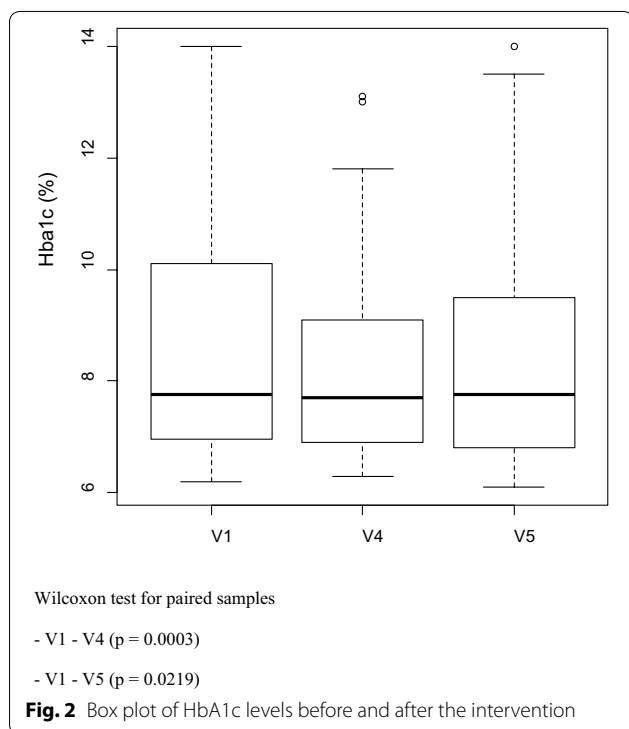 14
12
10
8
6
Hba1c (%)
V1 V4 V5
Wilcoxon test for paired samples
- V1 - V4 (p = 0.0003)
- V1 - V5 (p = 0.0219)
Fig. 2 Box plot of HbA1c levels before and after the intervention